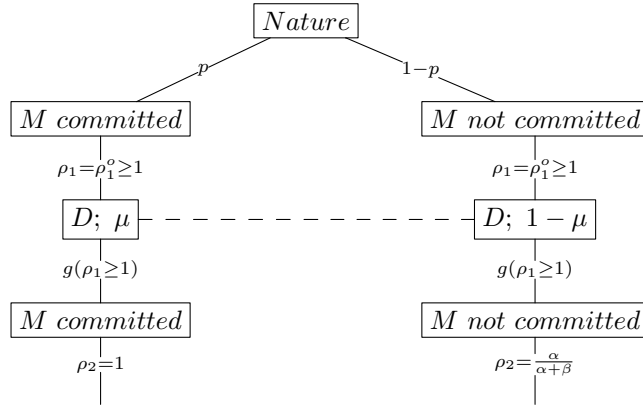 Nature
p 1−p
M committed M not committed
ρ₁=ρ₁ᵒ≥1 ρ₁=ρ₁ᵒ≥1
D; μ D; 1 − μ
g(ρ₁≥1) g(ρ₁≥1)
M committed M not committed
ρ₂=1 ρ₂=α/(α+β)